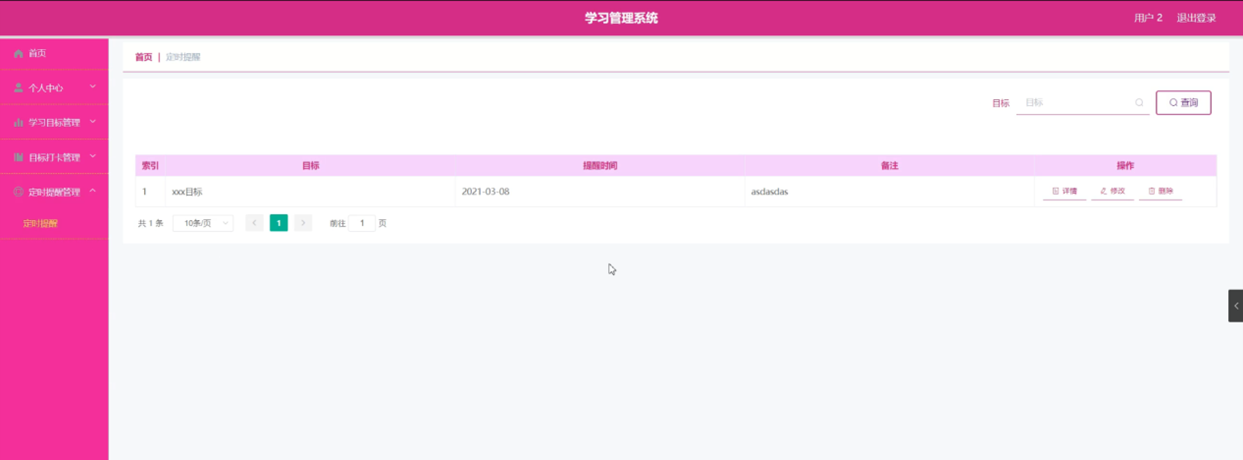 学习管理系统
用户 2 退出登录
首页
个人中心
学习目标管理
目标打卡管理
定时提醒管理
定时提醒
首页 | 定时提醒
目标 目标 查询
索引 目标 提醒时间 备注 操作
1 xxx目标 2021-03-08 asdasdas 详情 修改 删除
共 1 条 10条/页 1 前往 1 页